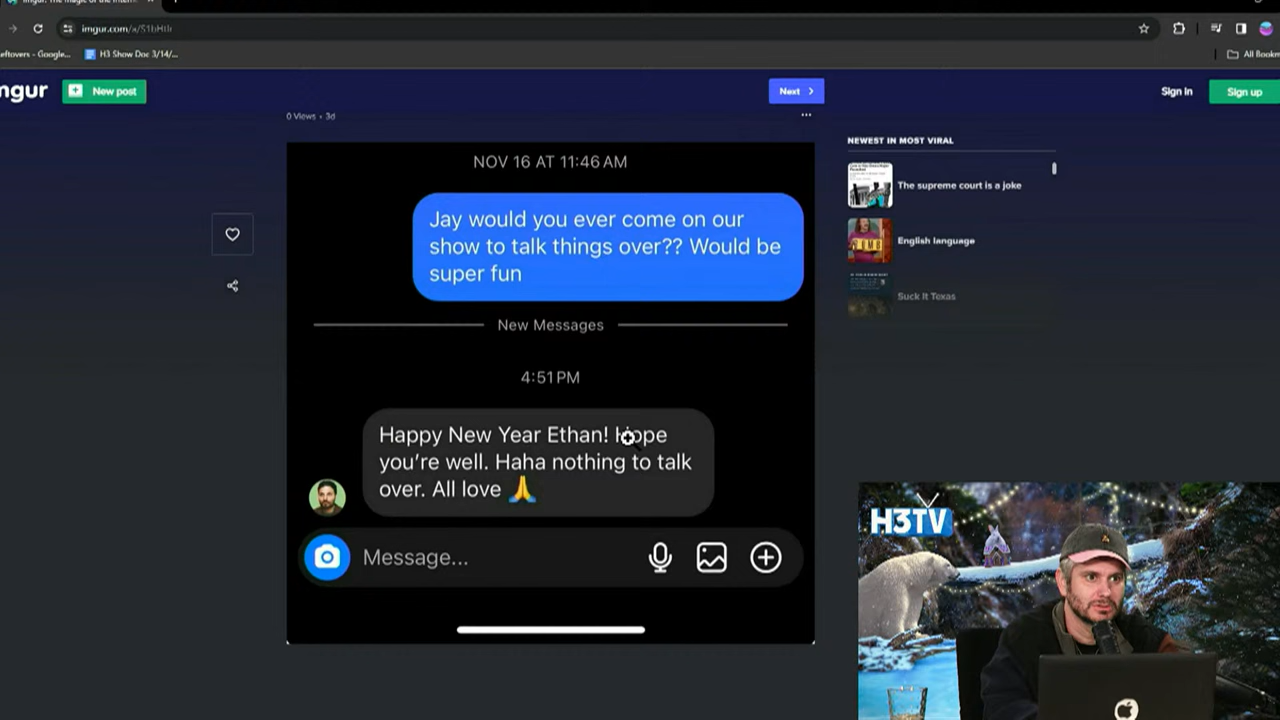 imgur.com/a/S1bHtlr
eftovers - Google...
H3 Show Doc 3/14/...
All Bookm
ngur
New post
Next
Sign in
Sign up
0 Views • 3d
NEWEST IN MOST VIRAL
The supreme court is a joke
English language
Suck It Texas
NOV 16 AT 11:46 AM
Jay would you ever come on our
show to talk things over?? Would be
super fun
New Messages
4:51 PM
Happy New Year Ethan! Hope
you're well. Haha nothing to talk
over. All love 🙏
Message...
H3TV